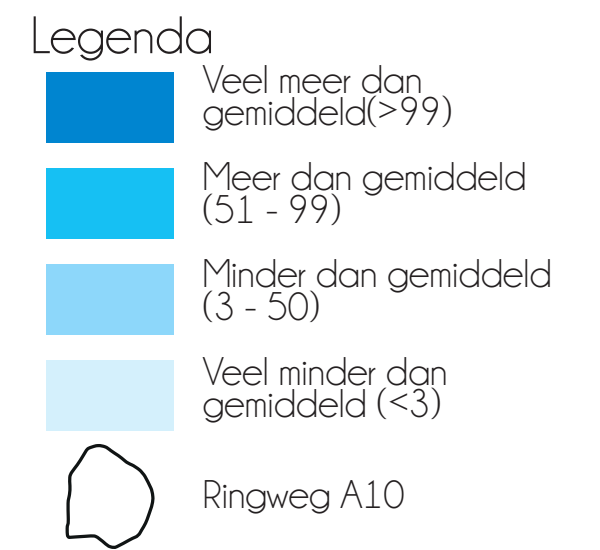 Legenda
Veel meer dan
gemiddeld(>99)
Meer dan gemiddeld
(51 - 99)
Minder dan gemiddeld
(3 - 50)
Veel minder dan
gemiddeld (<3)
Ringweg A10